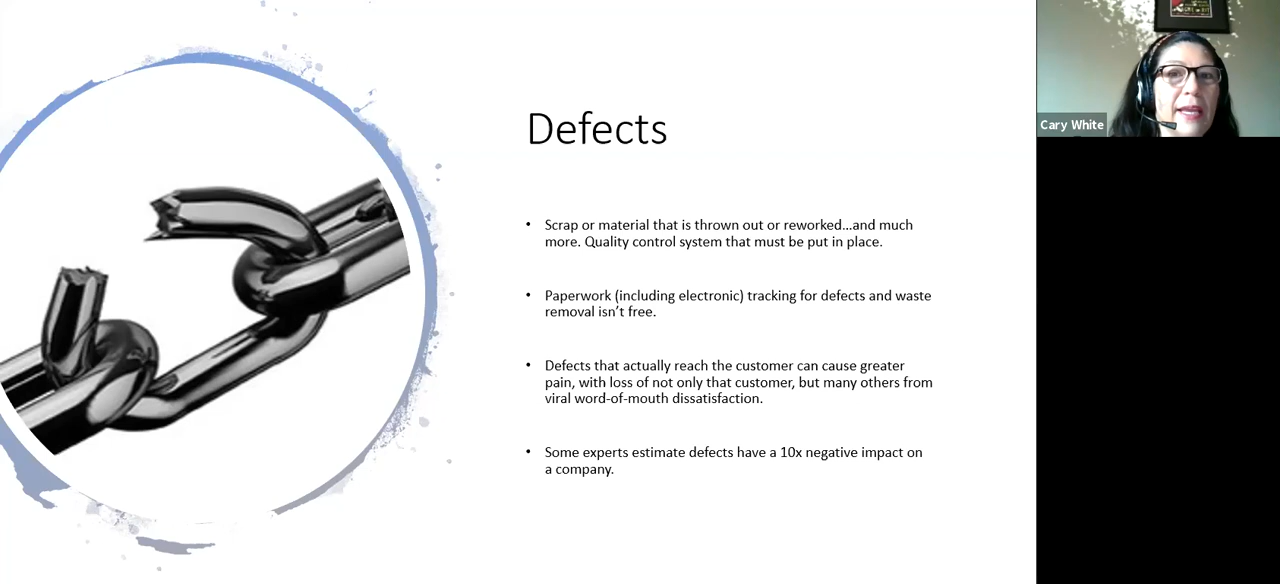 Defects
• Scrap or material that is thrown out or reworked...and much
more. Quality control system that must be put in place.
• Paperwork (including electronic) tracking for defects and waste
removal isn't free.
• Defects that actually reach the customer can cause greater
pain, with loss of not only that customer, but many others from
viral word-of-mouth dissatisfaction.
• Some experts estimate defects have a 10x negative impact on
a company.
Cary White